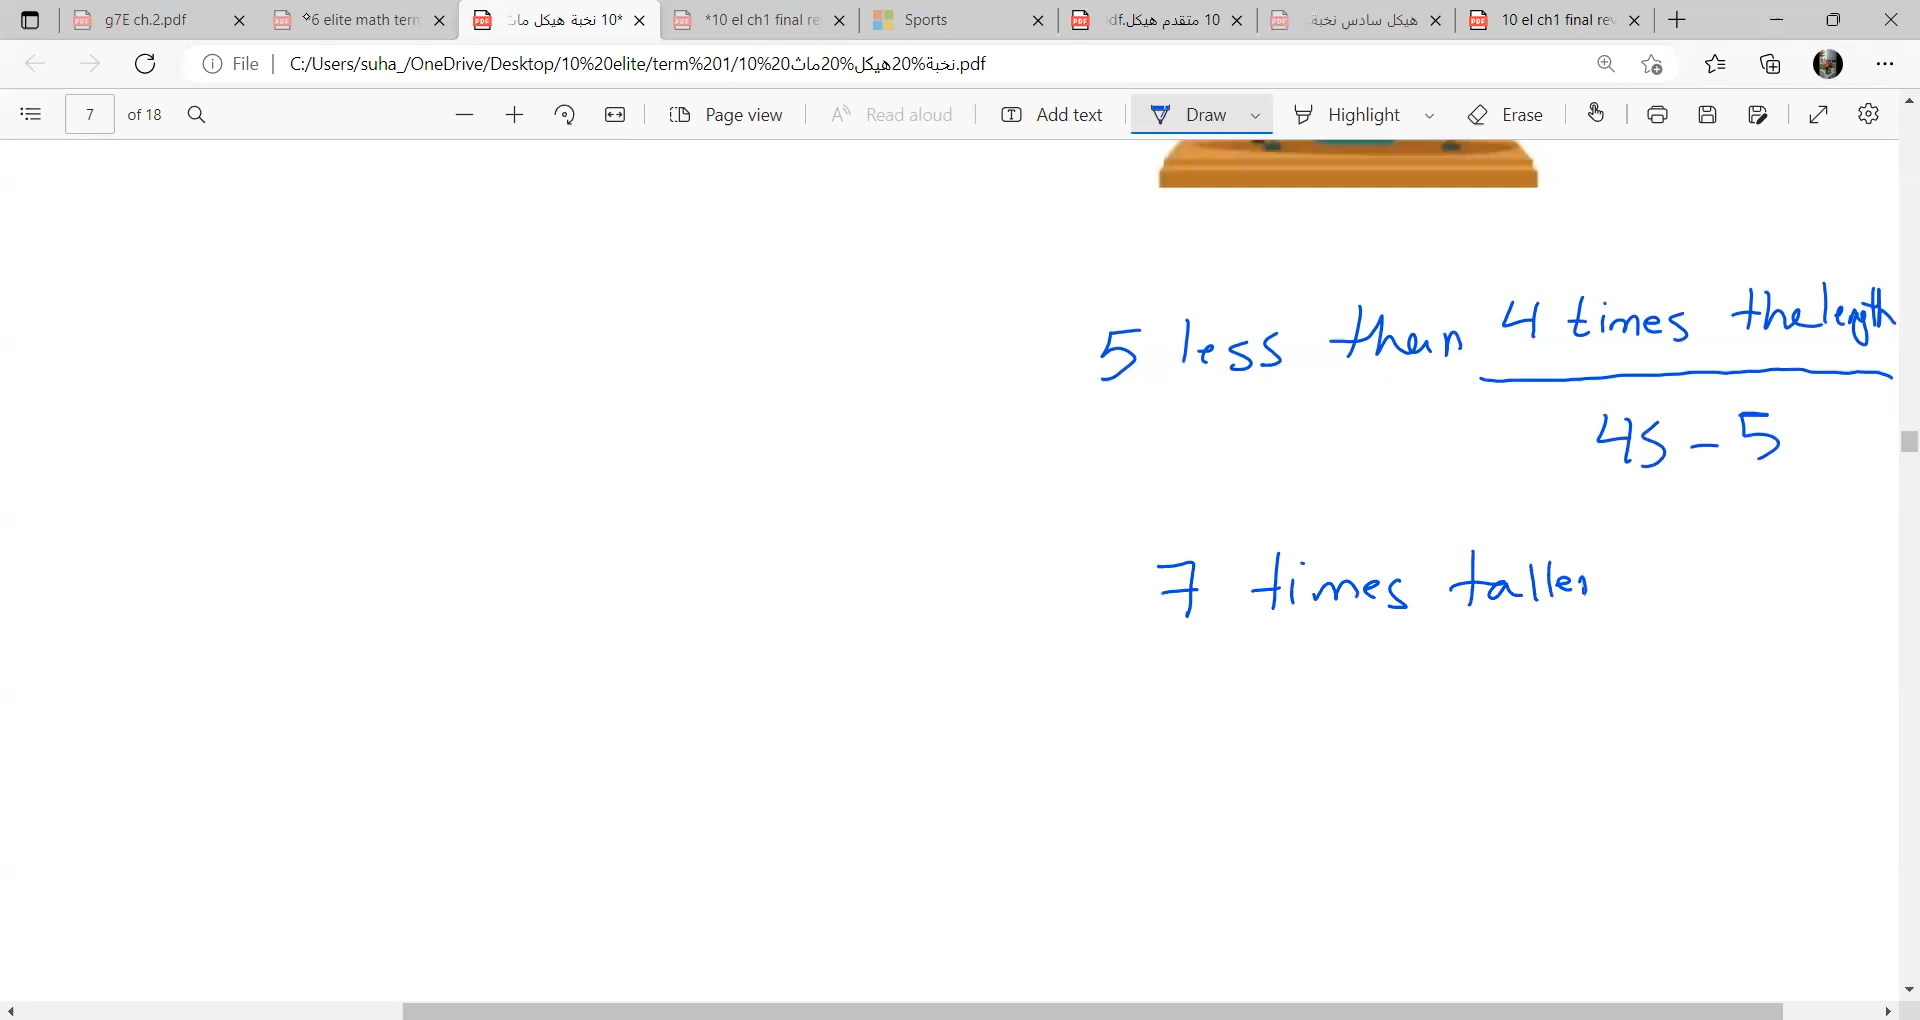 g7E ch.2.pdf
6 elite math term
*10 نخبة هيكل ماث
*10 el ch1 final re
Sports
10 متقدم هيكل.pdf
هيكل سادس نخبة
10 el ch1 final rev
File C:/Users/suha_/OneDrive/Desktop/10%20elite/term%201/10%20نخبة%20هيكل%20ماث.pdf
7 of 18 Page view Read aloud Add text Draw Highlight Erase
5 less than 4 times the length
4s - 5
7 times taller